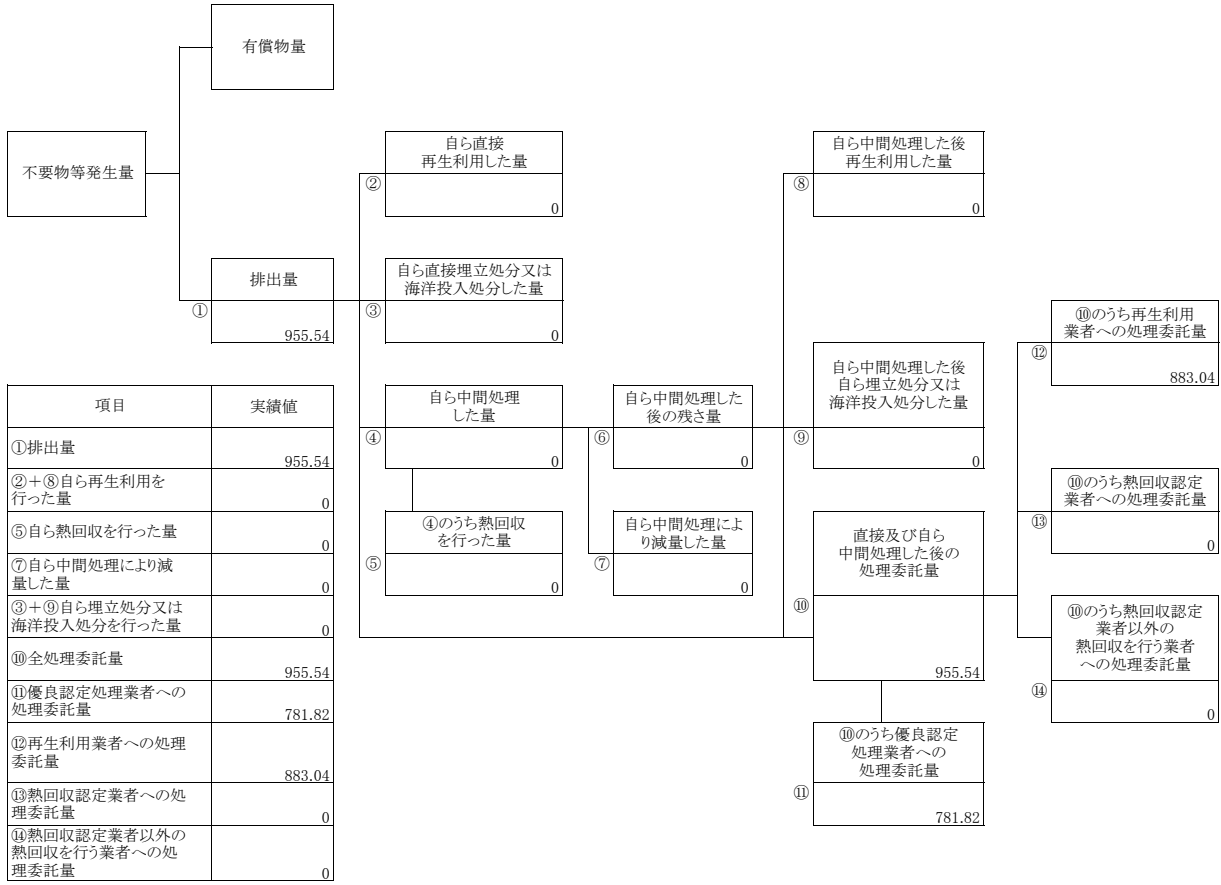 有償物量
不要物等発生量
自ら直接
再生利用した量
②
0
自ら中間処理した後
再生利用した量
⑧
0
排出量
①
955.54
自ら直接埋立処分又は
海洋投入処分した量
③
0
自ら中間処理
した量
④
0
自ら中間処理した
後の残さ量
⑥
0
自ら中間処理した後
自ら埋立処分又は
海洋投入処分した量
⑨
0
⑩のうち再生利用
業者への処理委託量
⑫
883.04
④のうち熱回収
を行った量
⑤
0
自ら中間処理によ
り減量した量
⑦
0
直接及び自ら
中間処理した後の
処理委託量
⑩
955.54
⑩のうち熱回収認定
業者への処理委託量
⑬
0
⑩のうち熱回収認定
業者以外の
熱回収を行う業者
への処理委託量
⑭
0
⑩のうち優良認定
処理業者への
処理委託量
⑪
781.82
項目 実績値
①排出量
955.54
②+⑧自ら再生利用を
行った量
0
⑤自ら熱回収を行った量
0
⑦自ら中間処理により減
量した量
0
③+⑨自ら埋立処分又は
海洋投入処分を行った量
0
⑩全処理委託量
955.54
⑪優良認定処理業者への
処理委託量
781.82
⑫再生利用業者への処理
委託量
883.04
⑬熱回収認定業者への処
理委託量
0
⑭熱回収認定業者以外の
熱回収を行う業者への処
理委託量
0